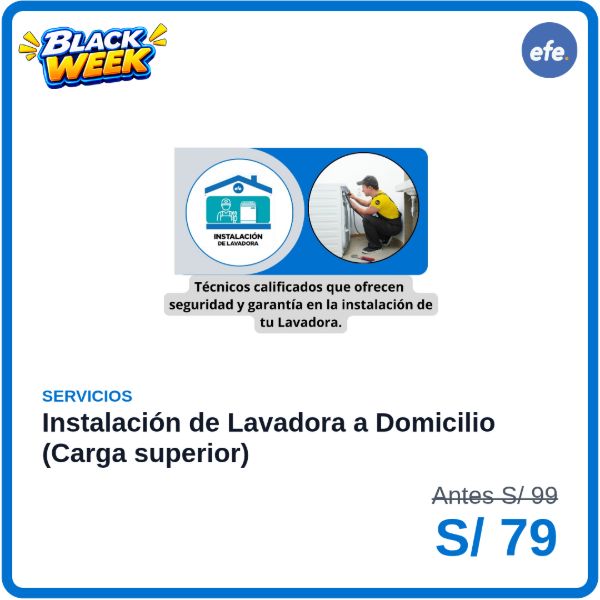 BLACK
WEEK
efe.
INSTALACIÓN
DE LAVADORA
Técnicos calificados que ofrecen
seguridad y garantía en la instalación de
tu Lavadora.
SERVICIOS
Instalación de Lavadora a Domicilio
(Carga superior)
Antes S/ 99
S/ 79